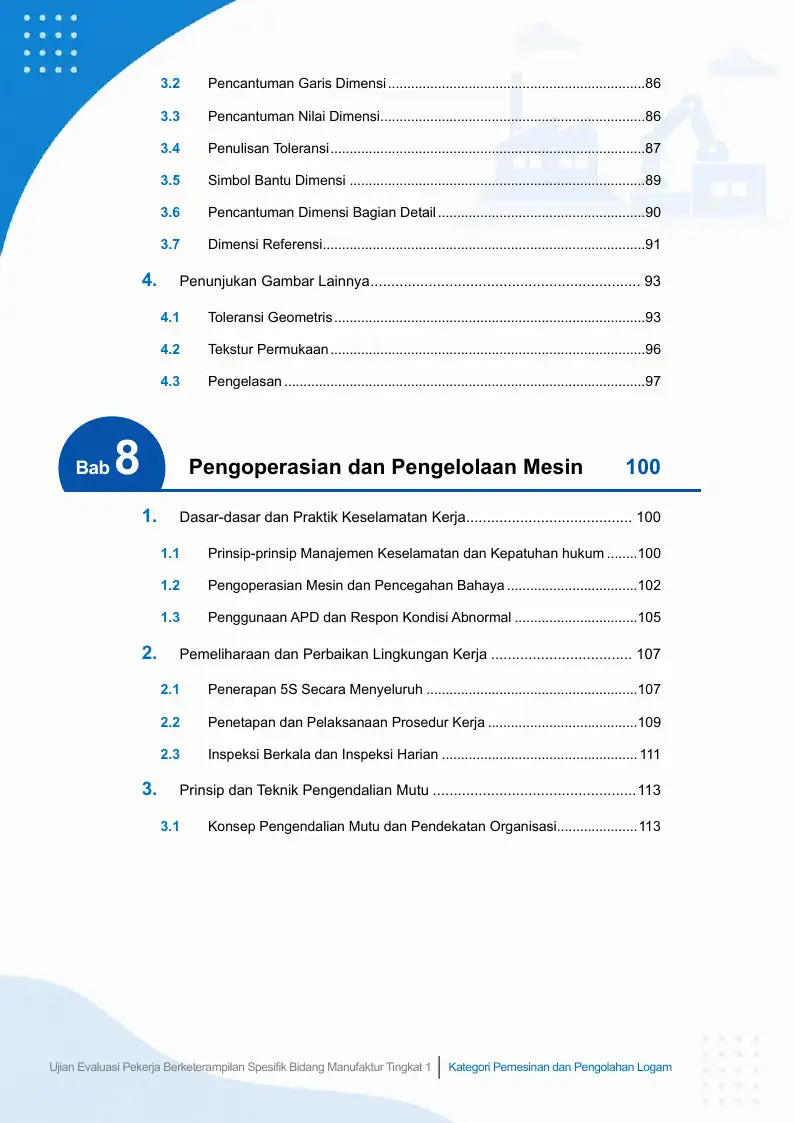 3.2 Pencantuman Garis Dimensi...................................................................86
3.3 Pencantuman Nilai Dimensi.....................................................................86
3.4 Penulisan Toleransi..................................................................................87
3.5 Simbol Bantu Dimensi .............................................................................89
3.6 Pencantuman Dimensi Bagian Detail......................................................90
3.7 Dimensi Referensi....................................................................................91
4. Penunjukan Gambar Lainnya................................................................. 93
4.1 Toleransi Geometris.................................................................................93
4.2 Tekstur Permukaan..................................................................................96
4.3 Pengelasan..............................................................................................97
Bab 8 Pengoperasian dan Pengelolaan Mesin 100
1. Dasar-dasar dan Praktik Keselamatan Kerja........................................ 100
1.1 Prinsip-prinsip Manajemen Keselamatan dan Kepatuhan hukum ........100
1.2 Pengoperasian Mesin dan Pencegahan Bahaya..................................102
1.3 Penggunaan APD dan Respon Kondisi Abnormal ................................105
2. Pemeliharaan dan Perbaikan Lingkungan Kerja .................................. 107
2.1 Penerapan 5S Secara Menyeluruh .......................................................107
2.2 Penetapan dan Pelaksanaan Prosedur Kerja.......................................109
2.3 Inspeksi Berkala dan Inspeksi Harian ................................................... 111
3. Prinsip dan Teknik Pengendalian Mutu .................................................113
3.1 Konsep Pengendalian Mutu dan Pendekatan Organisasi.....................113
Ujian Evaluasi Pekerja Berketerampilan Spesifik Bidang Manufaktur Tingkat 1 | Kategori Pemesinan dan Pengolahan Logam